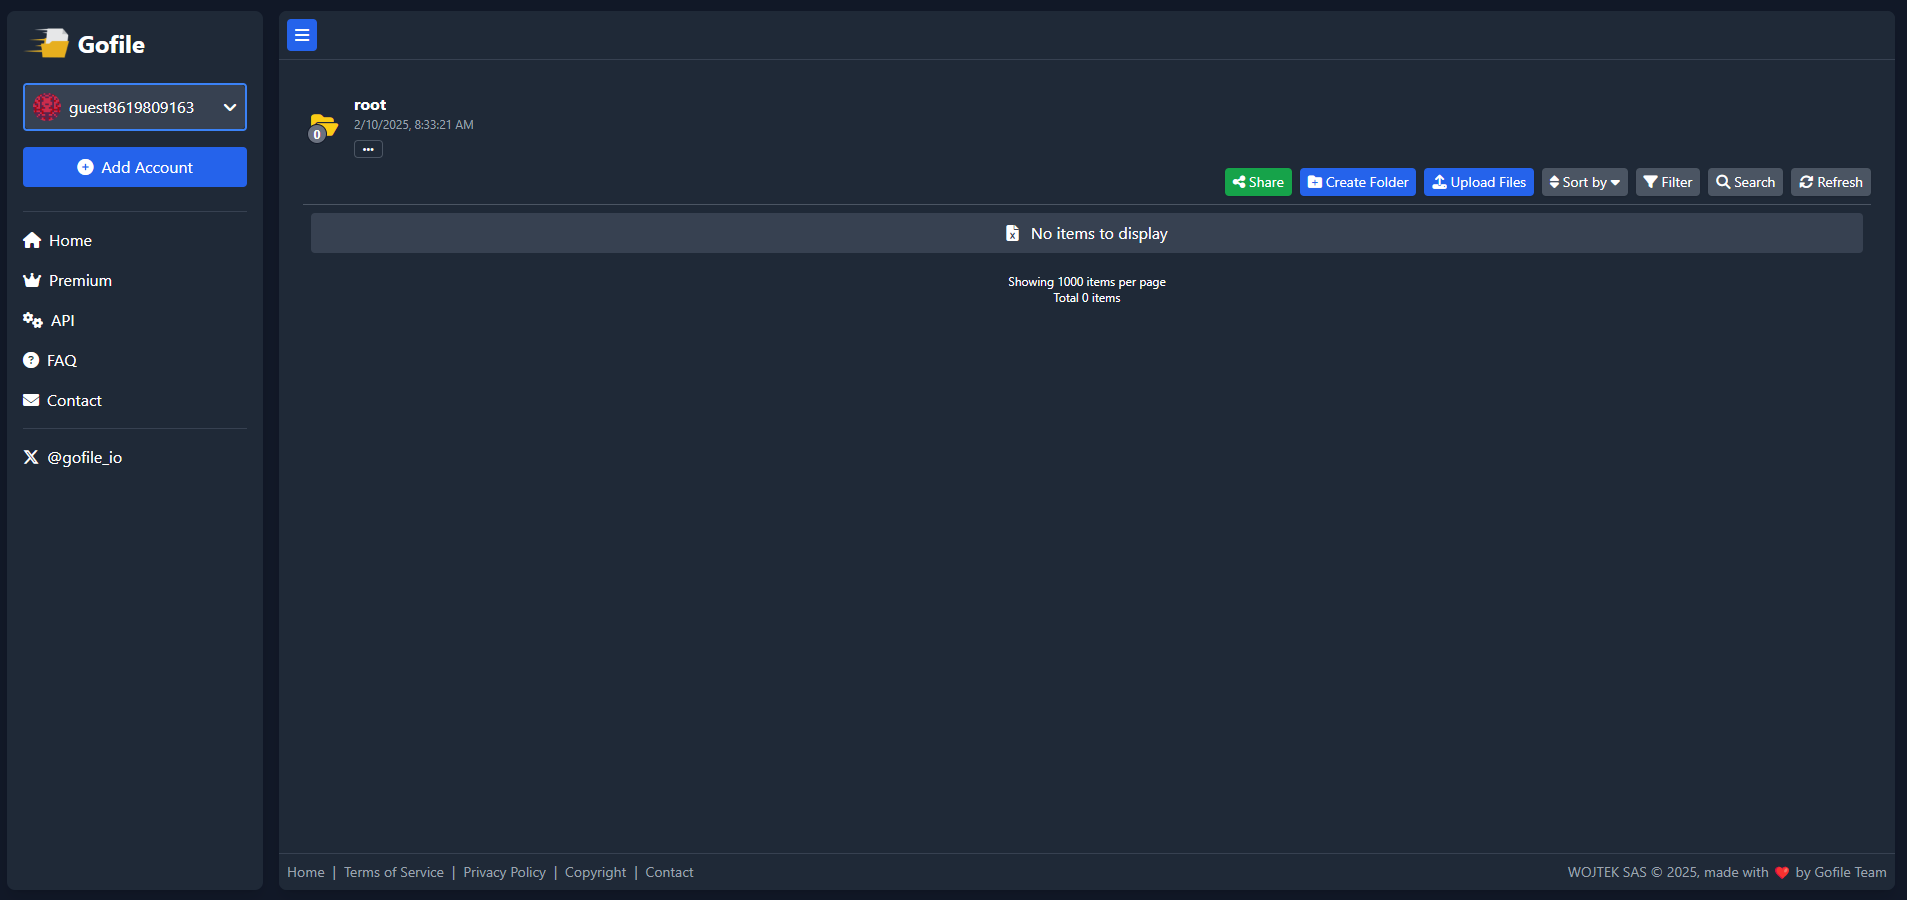 Gofile
guest8619809163
Add Account
Home
Premium
API
FAQ
Contact
@gofile_io
root
0
2/10/2025, 8:33:21 AM
Share
Create Folder
Upload Files
Sort by
Filter
Search
Refresh
No items to display
Showing 1000 items per page
Total 0 items
Home | Terms of Service | Privacy Policy | Copyright | Contact
WOJTEK SAS © 2025, made with ❤️ by Gofile Team